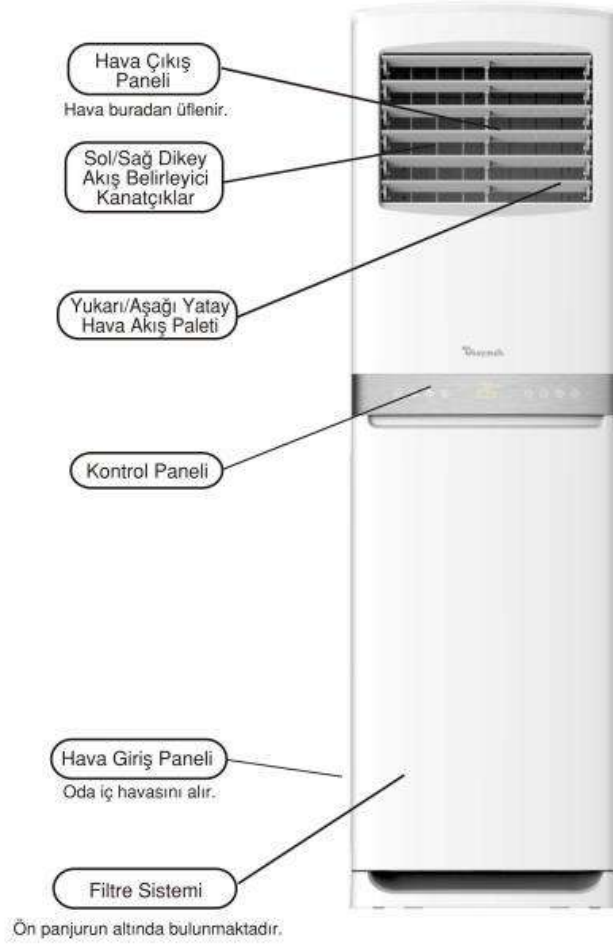 Hava Çıkış
Paneli
Hava buradan üflenir.
Sol/Sağ Dikey
Akış Belirleyici
Kanatçıklar
Yukarı/Aşağı Yatay
Hava Akış Paleti
Kontrol Paneli
Hava Giriş Paneli
Oda iç havasını alır.
Filtre Sistemi
Ön panjurun altında bulunmaktadır.